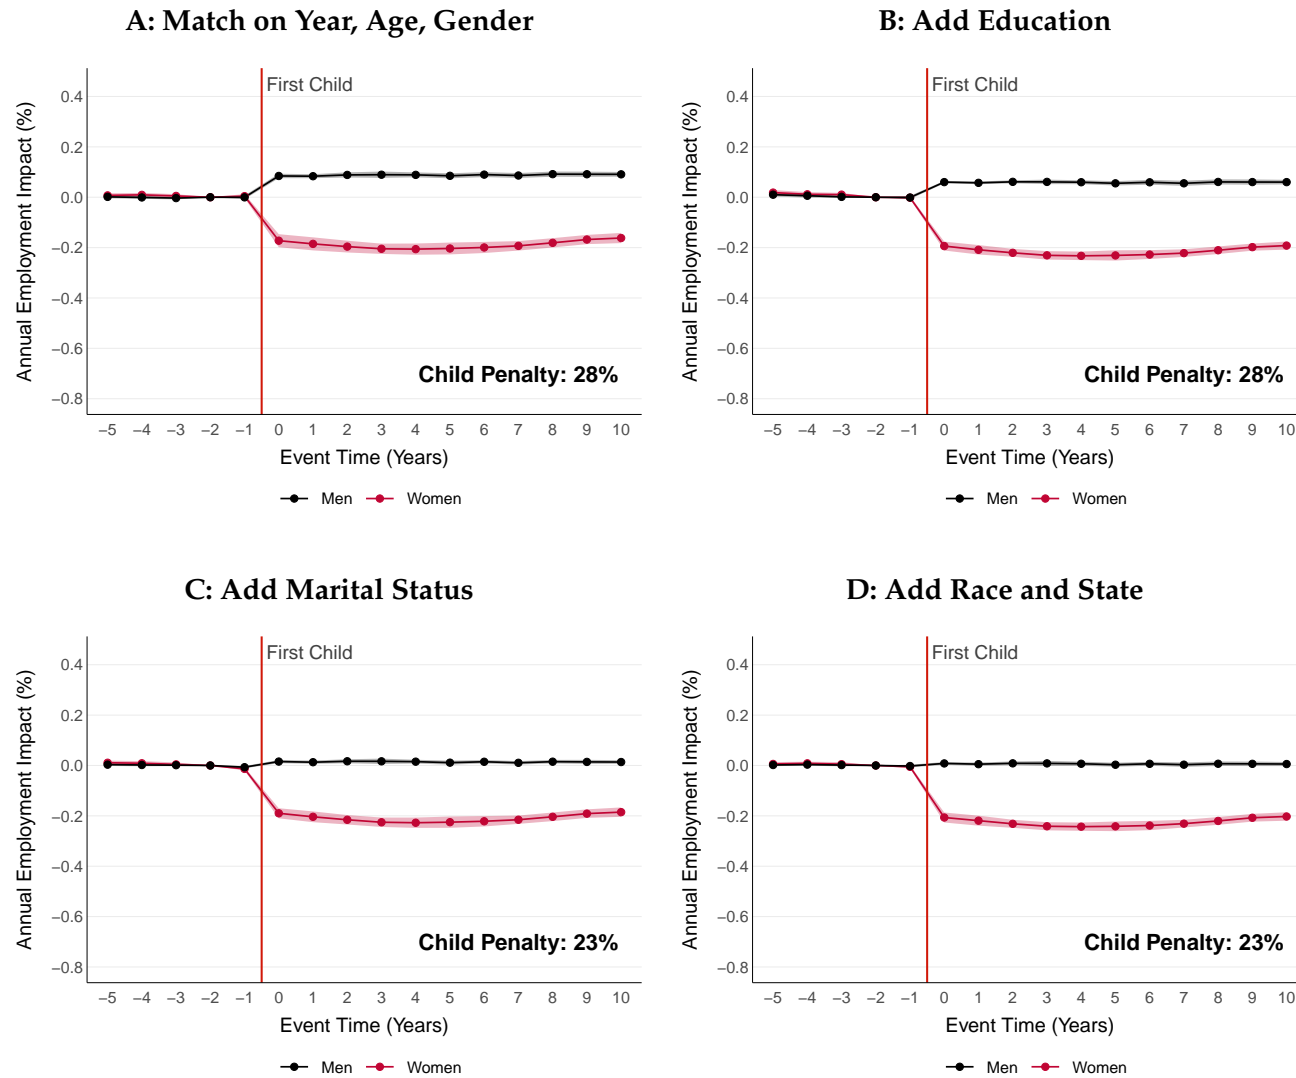 A: Match on Year, Age, Gender
First Child
0.4
0.2
0.0
−0.2
−0.4
−0.6
−0.8
Annual Employment Impact (%)
Child Penalty: 28%
−5 −4 −3 −2 −1 0 1 2 3 4 5 6 7 8 9 10
Event Time (Years)
Men Women
B: Add Education
First Child
0.4
0.2
0.0
−0.2
−0.4
−0.6
−0.8
Annual Employment Impact (%)
Child Penalty: 28%
−5 −4 −3 −2 −1 0 1 2 3 4 5 6 7 8 9 10
Event Time (Years)
Men Women
C: Add Marital Status
First Child
0.4
0.2
0.0
−0.2
−0.4
−0.6
−0.8
Annual Employment Impact (%)
Child Penalty: 23%
−5 −4 −3 −2 −1 0 1 2 3 4 5 6 7 8 9 10
Event Time (Years)
Men Women
D: Add Race and State
First Child
0.4
0.2
0.0
−0.2
−0.4
−0.6
−0.8
Annual Employment Impact (%)
Child Penalty: 23%
−5 −4 −3 −2 −1 0 1 2 3 4 5 6 7 8 9 10
Event Time (Years)
Men Women